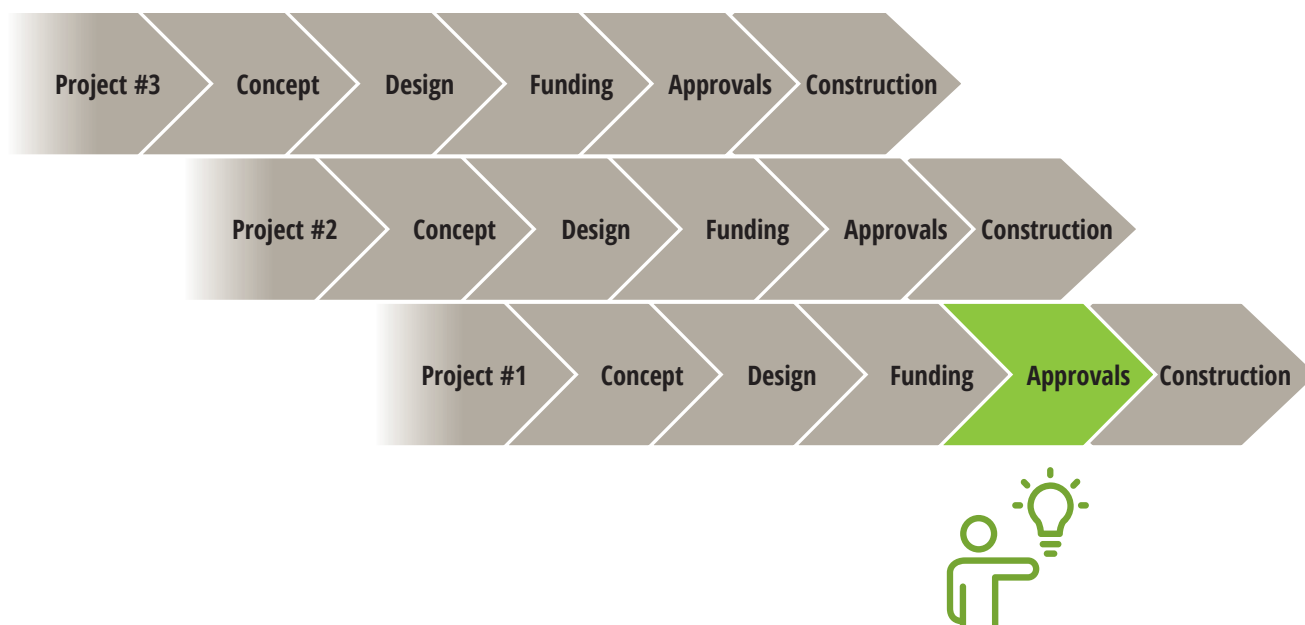 Project #3 Concept Design Funding Approvals Construction
Project #2 Concept Design Funding Approvals Construction
Project #1 Concept Design Funding Approvals Construction